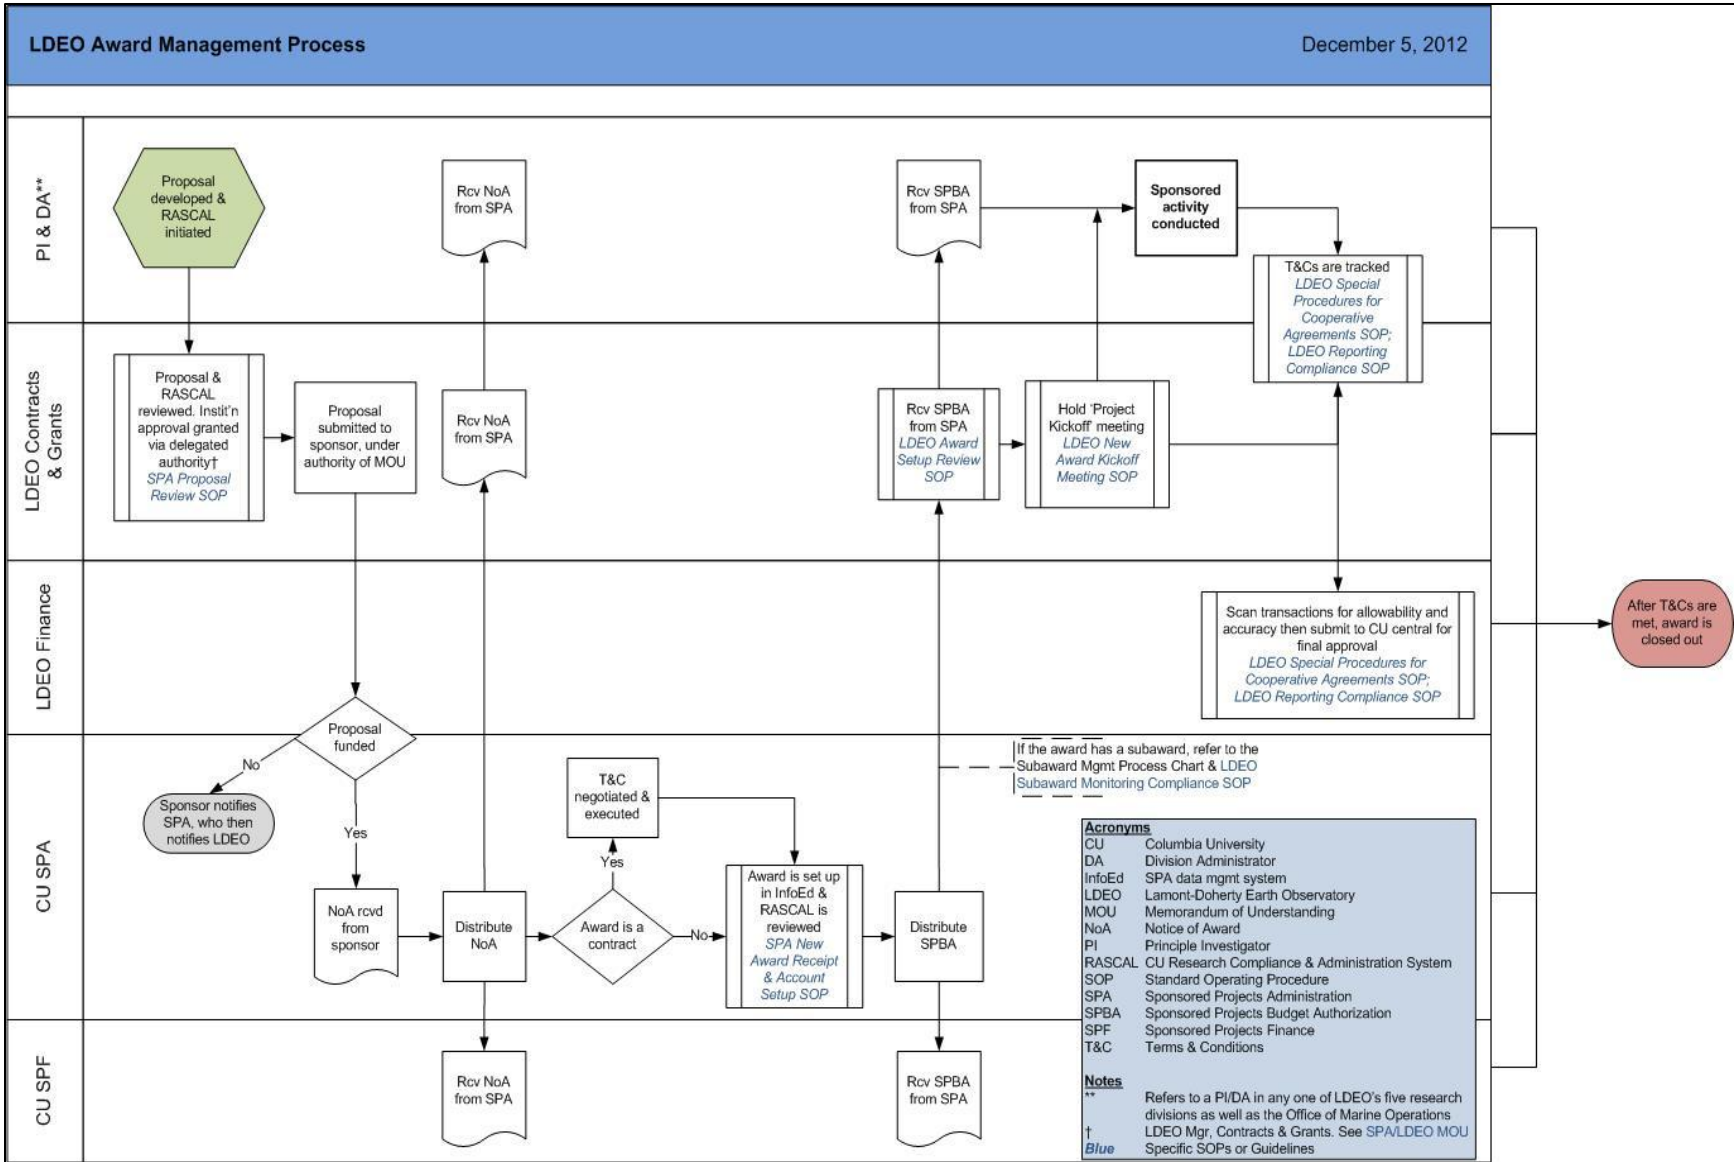 LDEO Award Management Process
December 5, 2012
PI & DA**
Proposal
developed &
RASCAL
initiated
Rcv NoA
from SPA
Rcv SPBA
from SPA
Sponsored
activity
conducted
T&Cs are tracked
LDEO Special
Procedures for
Cooperative
Agreements SOP;
LDEO Reporting
Compliance SOP
LDEO Contracts
& Grants
Proposal &
RASCAL
reviewed. Instit'n
approval granted
via delegated
authority†
SPA Proposal
Review SOP
Proposal
submitted to
sponsor, under
authority of MOU
Rcv NoA
from SPA
Rcv SPBA
from SPA
LDEO Award
Setup Review
SOP
Hold 'Project
Kickoff' meeting
LDEO New
Award Kickoff
Meeting SOP
LDEO Finance
Scan transactions for allowability and
accuracy then submit to CU central for
final approval
LDEO Special Procedures for
Cooperative Agreements SOP;
LDEO Reporting Compliance SOP
After T&Cs are
met, award is
closed out
Proposal
funded
No
Yes
CU SPA
Sponsor notifies
SPA, who then
notifies LDEO
NoA rcvd
from
sponsor
Distribute
NoA
Award is a
contract
Yes
No
T&C
negotiated &
executed
Award is set up
in InfoEd &
RASCAL is
reviewed
SPA New
Award Receipt
& Account
Setup SOP
Distribute
SPBA
If the award has a subaward, refer to the
Subaward Mgmt Process Chart & LDEO
Subaward Monitoring Compliance SOP
CU SPF
Rcv NoA
from SPA
Rcv SPBA
from SPA
Acronyms
CU Columbia University
DA Division Administrator
InfoEd SPA data mgmt system
LDEO Lamont-Doherty Earth Observatory
MOU Memorandum of Understanding
NoA Notice of Award
PI Principle Investigator
RASCAL CU Research Compliance & Administration System
SOP Standard Operating Procedure
SPA Sponsored Projects Administration
SPBA Sponsored Projects Budget Authorization
SPF Sponsored Projects Finance
T&C Terms & Conditions
Notes
** Refers to a PI/DA in any one of LDEO's five research
divisions as well as the Office of Marine Operations
† LDEO Mgr, Contracts & Grants. See SPA/LDEO MOU
Blue Specific SOPs or Guidelines